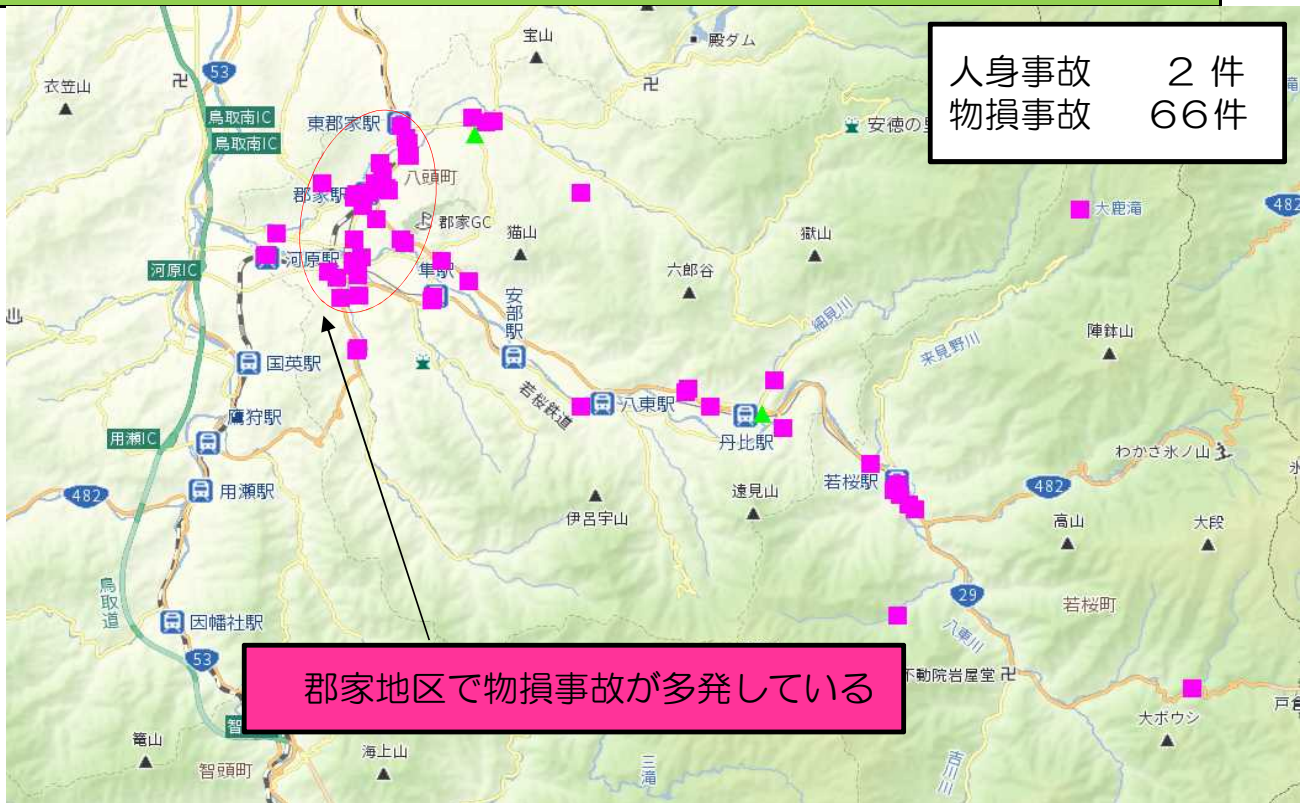 人身事故 2 件
物損事故 66件
宝山
殿ダム
53
衣笠山
鳥取南IC
鳥取南IC
東郡家駅
安徳の
八頭町
郡家駅
大鹿滝
482
郡家GC
猫山
獄山
河原駅
河原IC
隼駅
六郎谷
安部駅
細見川
来見野川
陣鉢山
国英駅
若桜鉄道
八東駅
鷹狩駅
用瀬IC
丹比駅
わかさ氷ノ山
若桜駅
482
用瀬駅
遠見山
482
伊呂宇山
高山
大段
鳥取道
29
若桜町
因幡社駅
八東川
53
郡家地区で物損事故が多発している
不動院岩屋堂
大ボウシ
戸倉
智
篭山
海上山
智頭町
三滝
吉川川